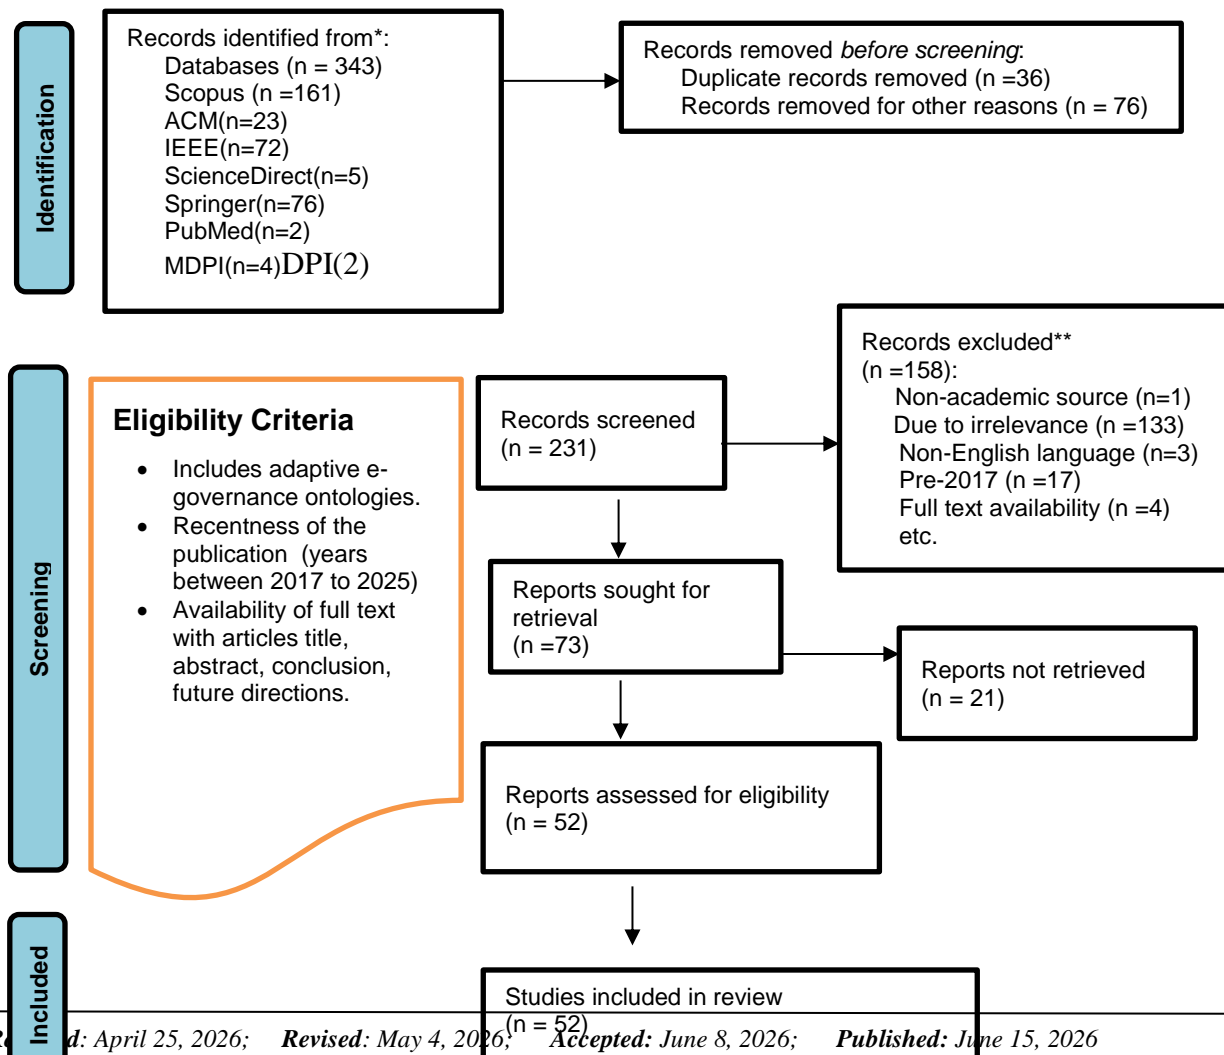 Identification
Records identified from*:
Databases (n = 343)
Scopus (n =161)
ACM(n=23)
IEEE(n=72)
ScienceDirect(n=5)
Springer(n=76)
PubMed(n=2)
MDPI(n=4)DPI(2)
Records removed before screening:
Duplicate records removed (n =36)
Records removed for other reasons (n = 76)
Screening
Eligibility Criteria
• Includes adaptive e-
governance ontologies.
• Recentness of the
publication (years
between 2017 to 2025)
• Availability of full text
with articles title,
abstract, conclusion,
future directions.
Records screened
(n = 231)
Records excluded**
(n =158):
Non-academic source (n=1)
Due to irrelevance (n =133)
Non-English language (n=3)
Pre-2017 (n =17)
Full text availability (n =4)
etc.
Reports sought for
retrieval
(n =73)
Reports not retrieved
(n = 21)
Reports assessed for eligibility
(n = 52)
Included
Studies included in review
(n = 52)
: April 25, 2026; Revised: May 4, 2026; Accepted: June 8, 2026; Published: June 15, 2026